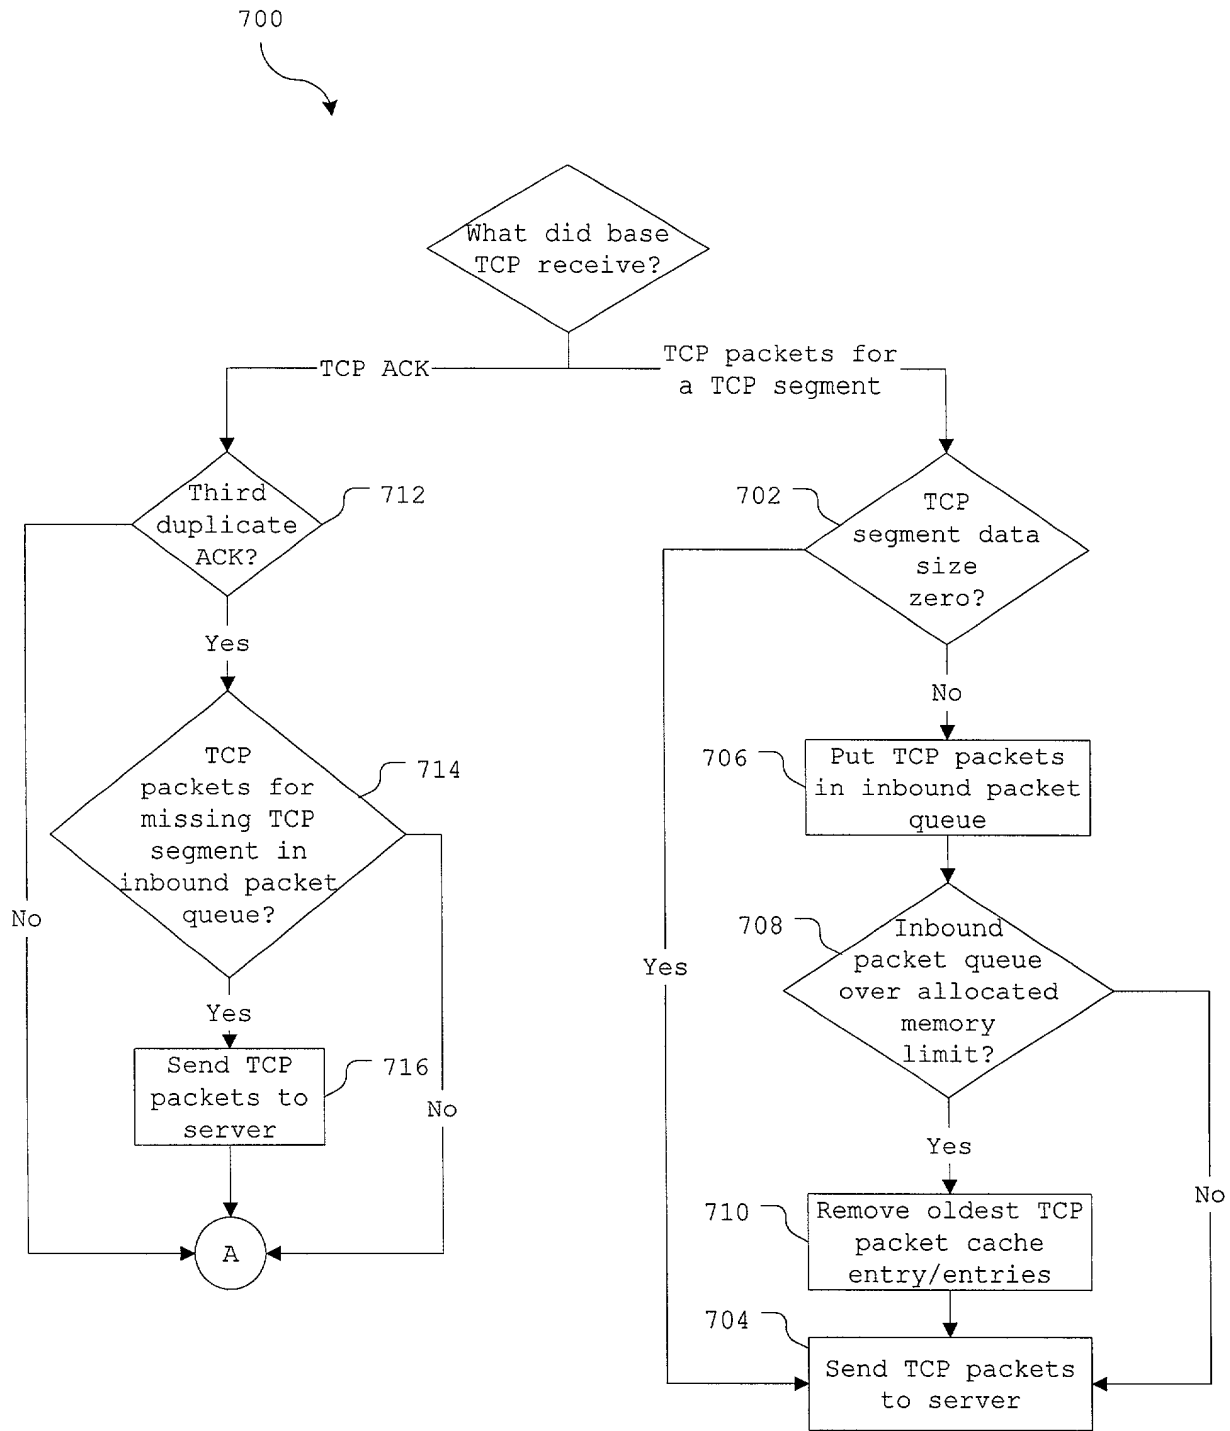 700
What did base
TCP receive?
TCP ACK
TCP packets for
a TCP segment
Third
duplicate
ACK?
712
702
TCP
segment data
size
zero?
Yes
No
TCP
packets for
missing TCP
segment in
inbound packet
queue?
714
706
Put TCP packets
in inbound packet
queue
No
708
Inbound
packet queue
over allocated
memory
limit?
Yes
Yes
Send TCP
packets to
server
716
No
Yes
No
710
Remove oldest TCP
packet cache
entry/entries
A
704
Send TCP packets
to server